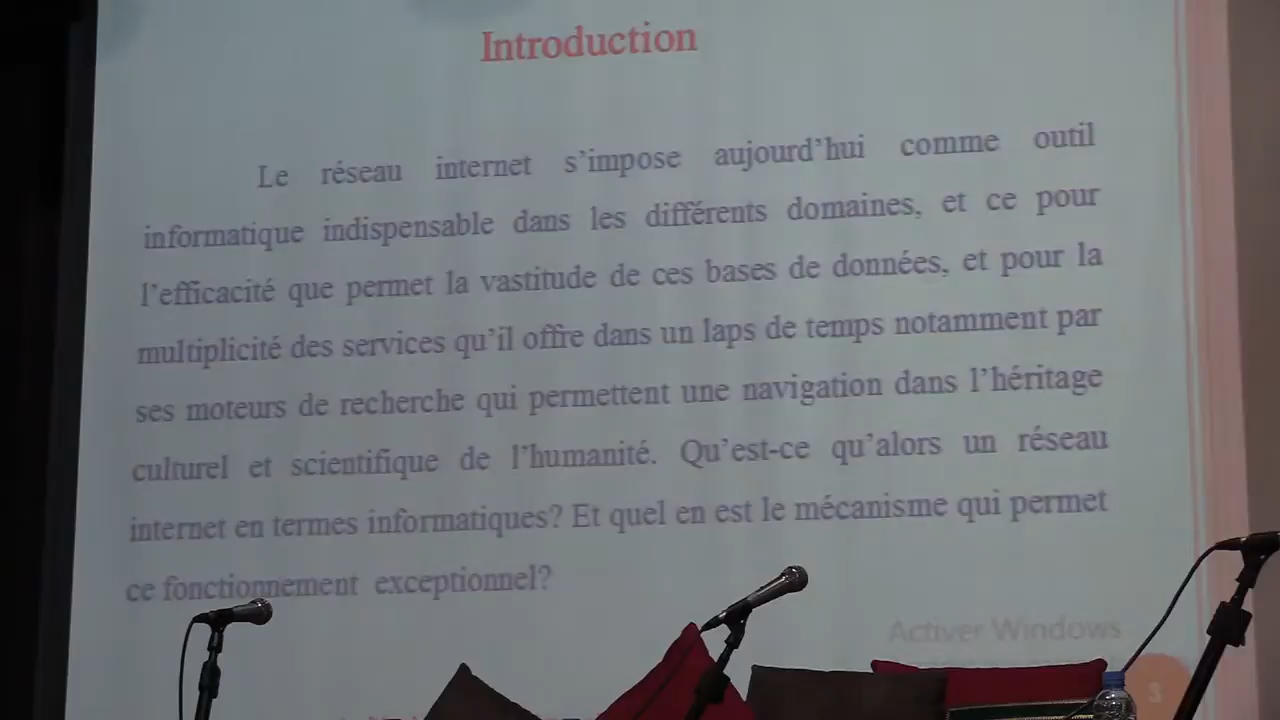 Introduction
Le réseau internet s’impose aujourd’hui comme outil
informatique indispensable dans les différents domaines, et ce pour
l’efficacité que permet la vastitude de ces bases de données, et pour la
multiplicité des services qu’il offre dans un laps de temps notamment par
ses moteurs de recherche qui permettent une navigation dans l’héritage
culturel et scientifique de l’humanité. Qu’est-ce qu’alors un réseau
internet en termes informatiques? Et quel en est le mécanisme qui permet
ce fonctionnement exceptionnel?
Activer Windows
3